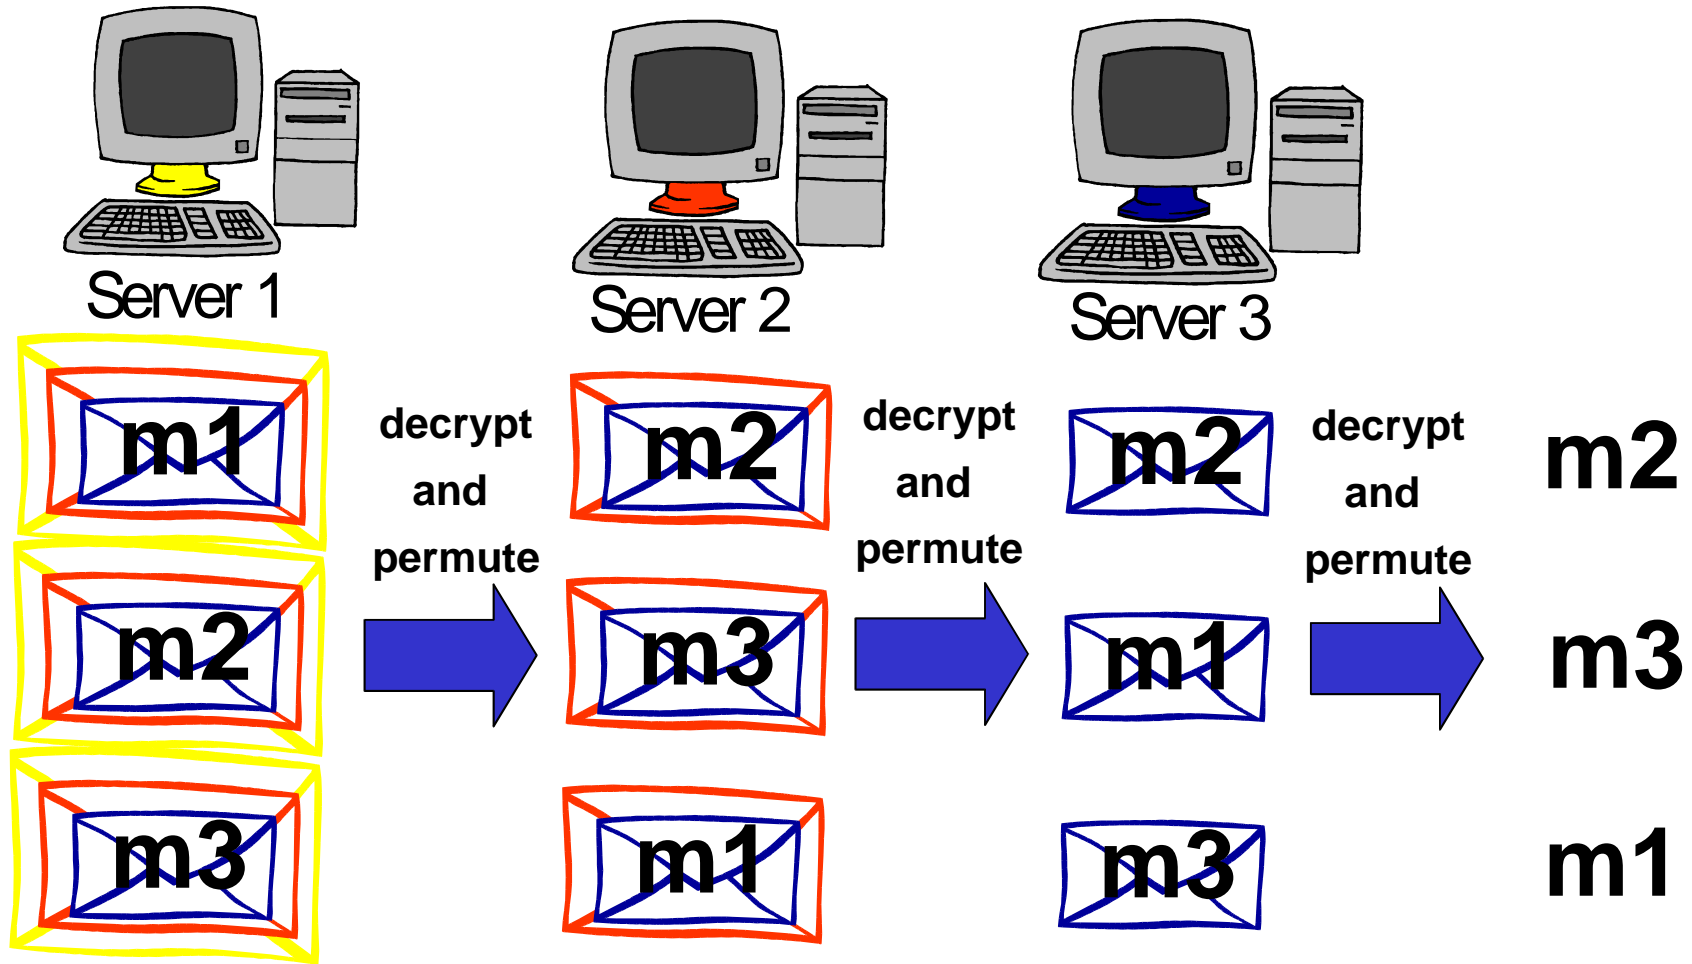 Server 1
Server 2
Server 3
m1
m2
m3
decrypt
and
permute
m2
m3
m1
decrypt
and
permute
m2
m1
m3
decrypt
and
permute
m2
m3
m1